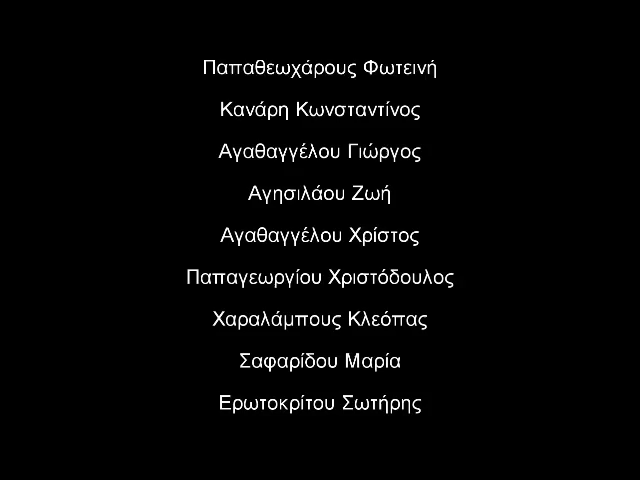 Παπαθεωχάρους Φωτεινή
Κανάρη Κωνσταντίνος
Αγαθαγγέλου Γιώργος
Αγησιλάου Ζωή
Αγαθαγγέλου Χρίστος
Παπαγεωργίου Χριστόδουλος
Χαραλάμπους Κλεόπας
Σαφαρίδου Μαρία
Ερωτοκρίτου Σωτήρης